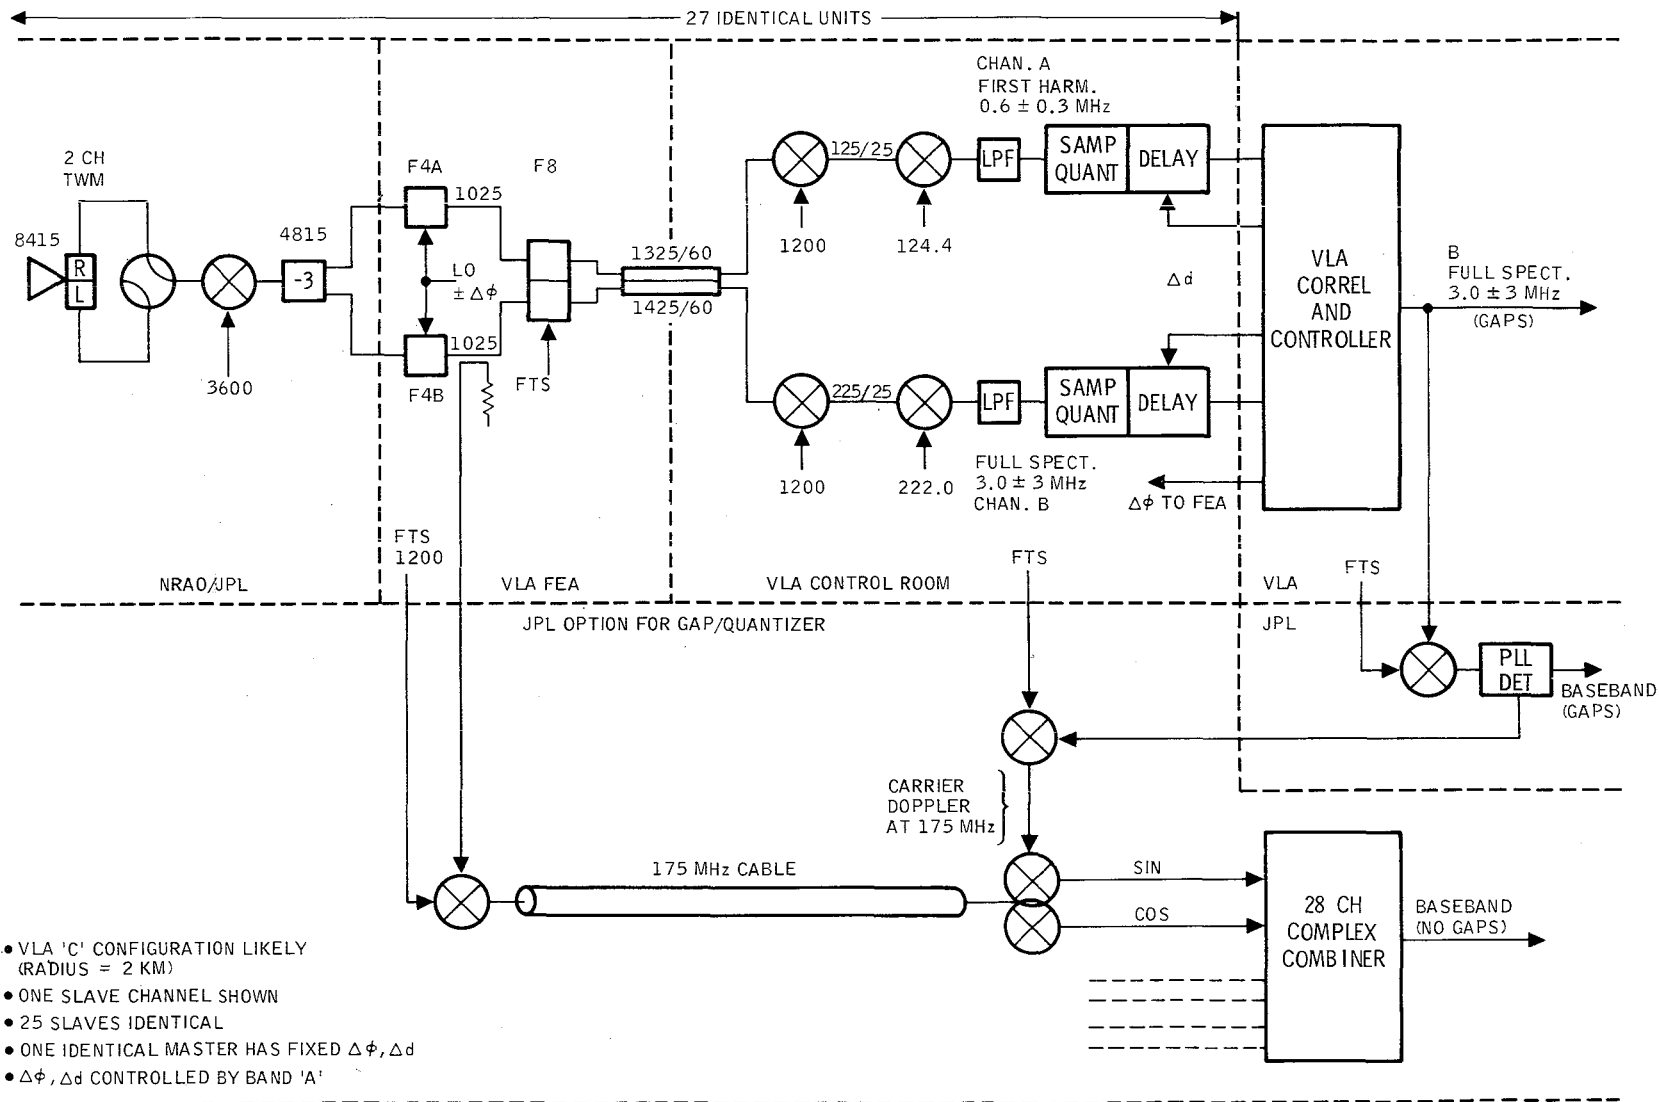 27 IDENTICAL UNITS
2 CH
TWM
8415
R
L
3600
4815
-3
F4A
1025
LO
± Δϕ
1025
F4B
F8
FTS
1325/60
1425/60
CHAN. A
FIRST HARM.
0.6 ± 0.3 MHz
125/25
1200
124.4
LPF
SAMP
QUANT
DELAY
Δd
225/25
1200
222.0
LPF
SAMP
QUANT
DELAY
FULL SPECT.
3.0 ± 3 MHz
CHAN. B
Δϕ TO FEA
VLA
CORREL
AND
CONTROLLER
B
FULL SPECT.
3.0 ± 3 MHz
(GAPS)
FTS
1200
FTS
FTS
NRAO/JPL
VLA FEA
VLA CONTROL ROOM
VLA
JPL OPTION FOR GAP/QUANTIZER
JPL
PLL
DET
BASEBAND
(GAPS)
CARRIER
DOPPLER
AT 175 MHz
175 MHz CABLE
SIN
COS
28 CH
COMPLEX
COMBINER
BASEBAND
(NO GAPS)
• VLA 'C' CONFIGURATION LIKELY
(RADIUS = 2 KM)
• ONE SLAVE CHANNEL SHOWN
• 25 SLAVES IDENTICAL
• ONE IDENTICAL MASTER HAS FIXED Δϕ, Δd
• Δϕ, Δd CONTROLLED BY BAND 'A'